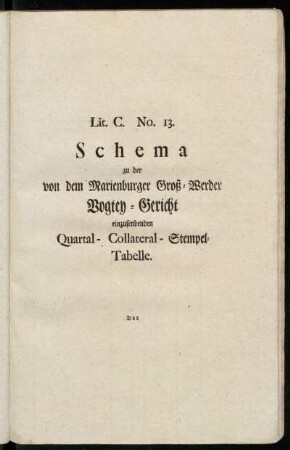 Lit. C. No. 13.
Schema
zu der
von dem Marienburger Groß-Werder
Vogtey-Gericht
einzusendenden
Quartal-Collateral-Stempel-
Tabelle.